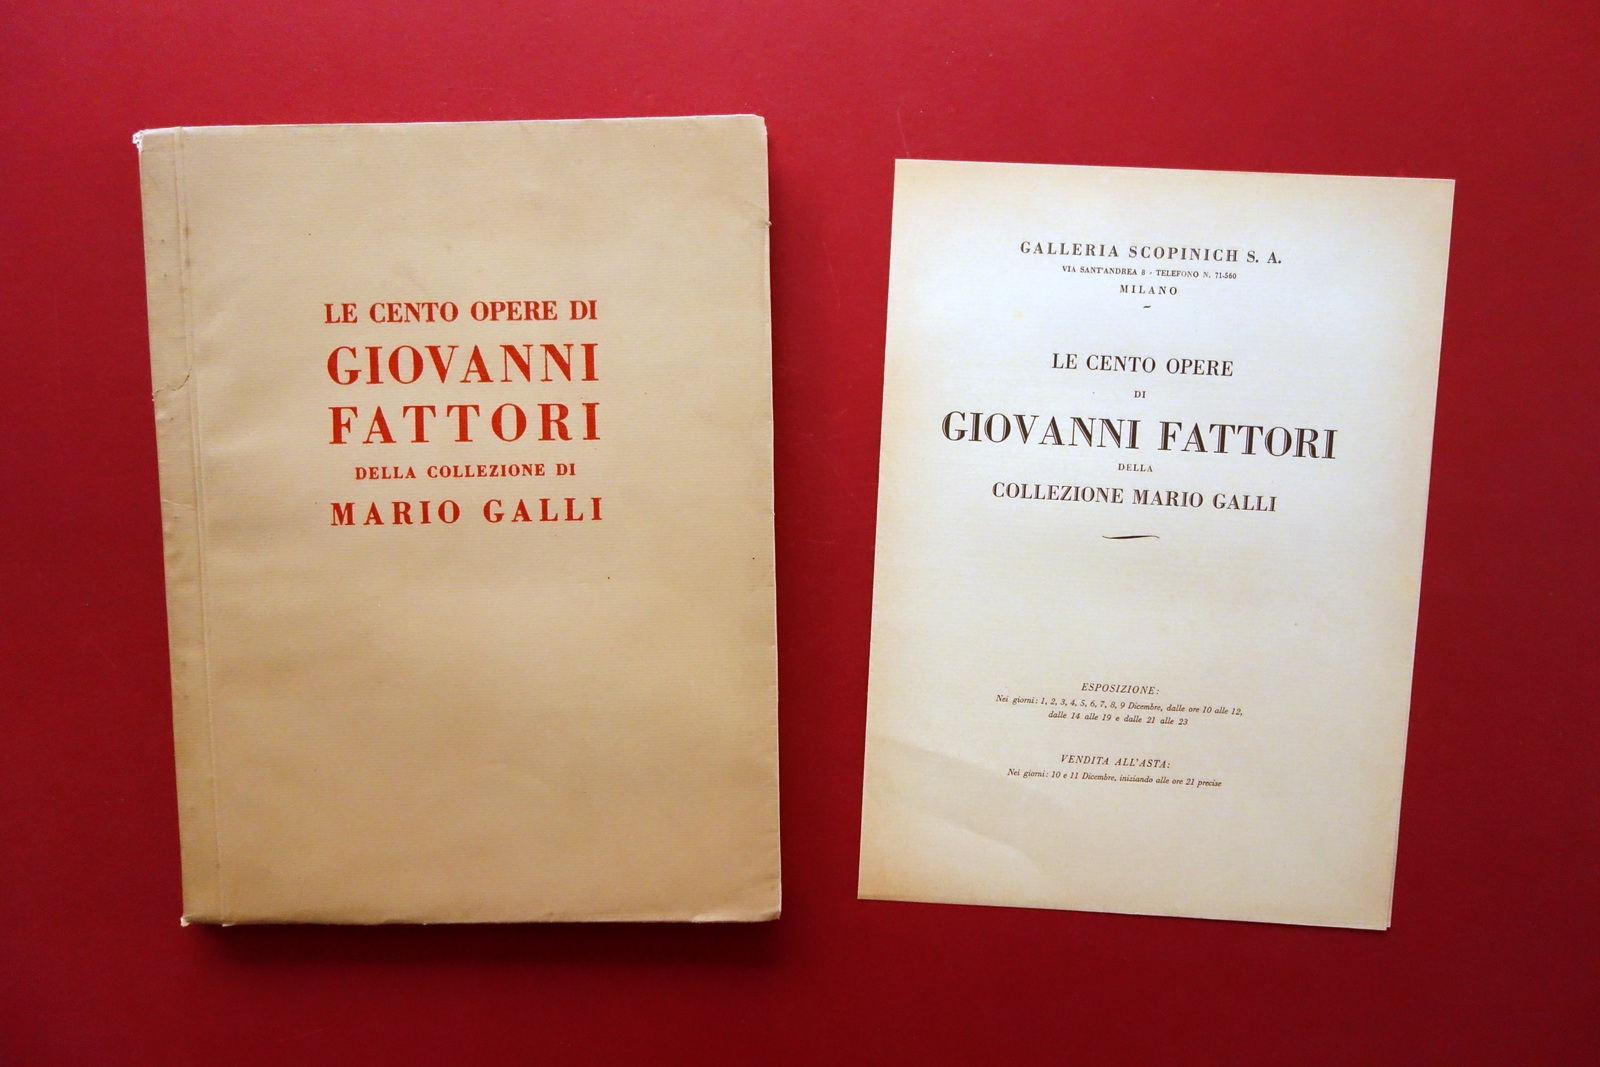 LE CENTO OPERE DI
GIOVANNI
FATTORI
DELLA COLLEZIONE DI
MARIO GALLI
GALLERIA SCOPINICH S. A.
VIA SANT'ANDREA 8 - TELEFONO N. 71-560
MILANO
LE CENTO OPERE
DI
GIOVANNI FATTORI
DELLA
COLLEZIONE MARIO GALLI
ESPOSIZIONE:
Nei giorni: 1, 2, 3, 4, 5, 6, 7, 8, 9 Dicembre, dalle ore 10 alle 12,
dalle 14 alle 19 e dalle 21 alle 23
VENDITA ALL'ASTA:
Nei giorni: 10 e 11 Dicembre, iniziando alle ore 21 precise